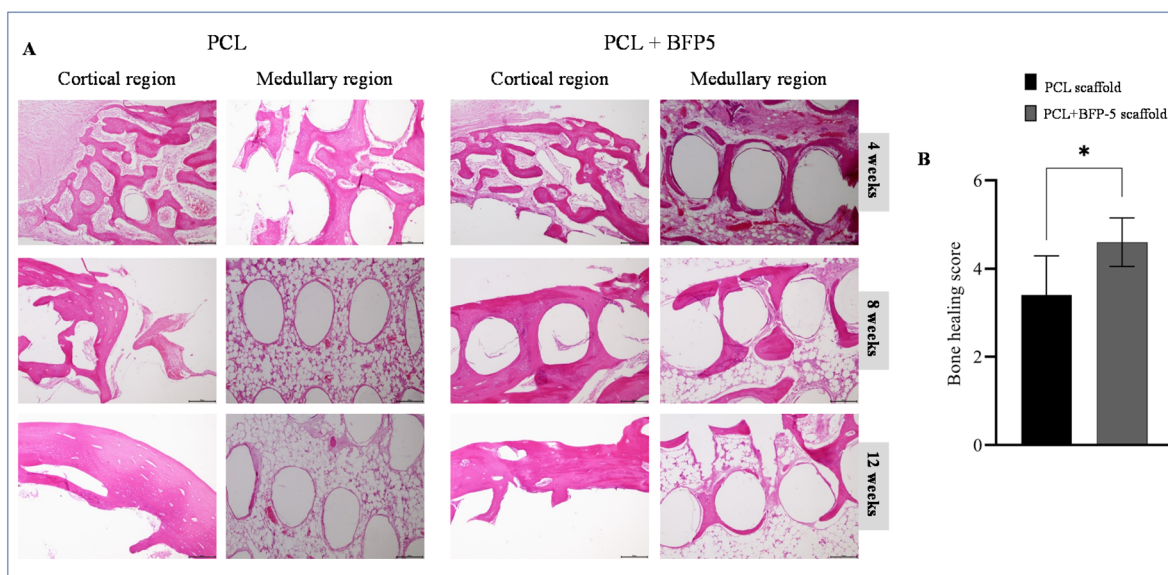 A
PCL
PCL + BFP5
Cortical region
Medullary region
Cortical region
Medullary region
4 weeks
8 weeks
12 weeks
PCL scaffold
PCL+BFP-5 scaffold
B
*
Bone healing score
6
4
2
0